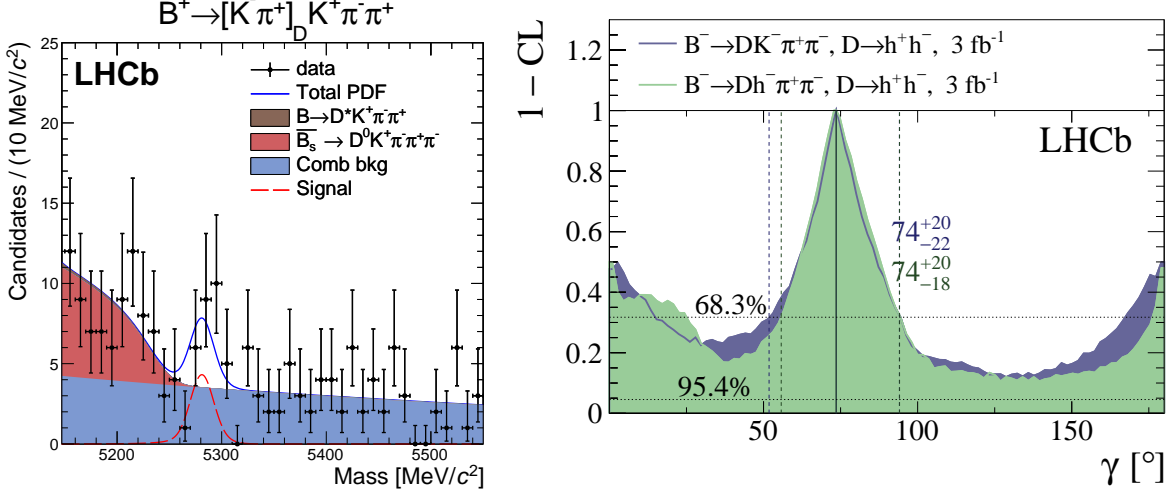 B⁺→[K⁻π⁺]_D K⁺π⁻π⁺
Candidates / (10 MeV/c²)
25
20
15
10
5
0
LHCb
data
Total PDF
B→D*K⁺π⁻π⁺
B̅_s → D⁰K⁺π⁻π⁺π⁻
Comb bkg
Signal
5200
5300
5400
5500
Mass [MeV/c²]
1 − CL
1.2
1
0.8
0.6
0.4
0.2
0
B⁻→DK⁻π⁺π⁻, D→h⁺h⁻, 3 fb⁻¹
B⁻→Dh⁻π⁺π⁻, D→h⁺h⁻, 3 fb⁻¹
LHCb
74⁺²⁰₋₂₂
74⁺²⁰₋₁₈
68.3%
95.4%
50
100
150
γ [°]